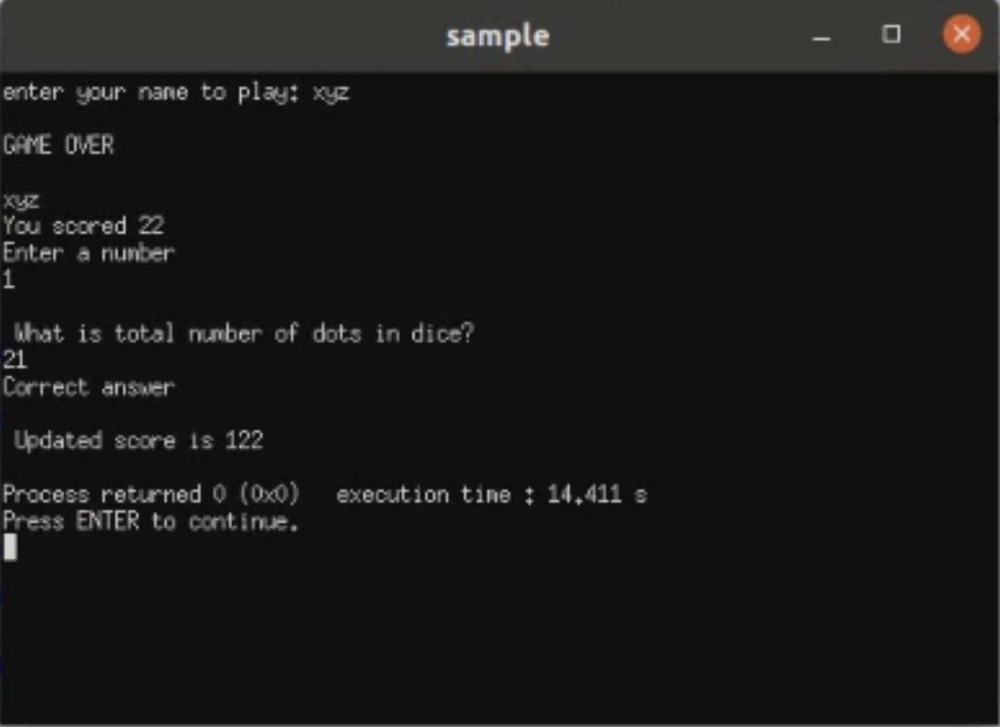 sample
enter your name to play: xyz
GAME OVER
xyz
You scored 22
Enter a number
1
What is total number of dots in dice?
21
Correct answer
Updated score is 122
Process returned 0 (0x0)   execution time : 14.411 s
Press ENTER to continue.